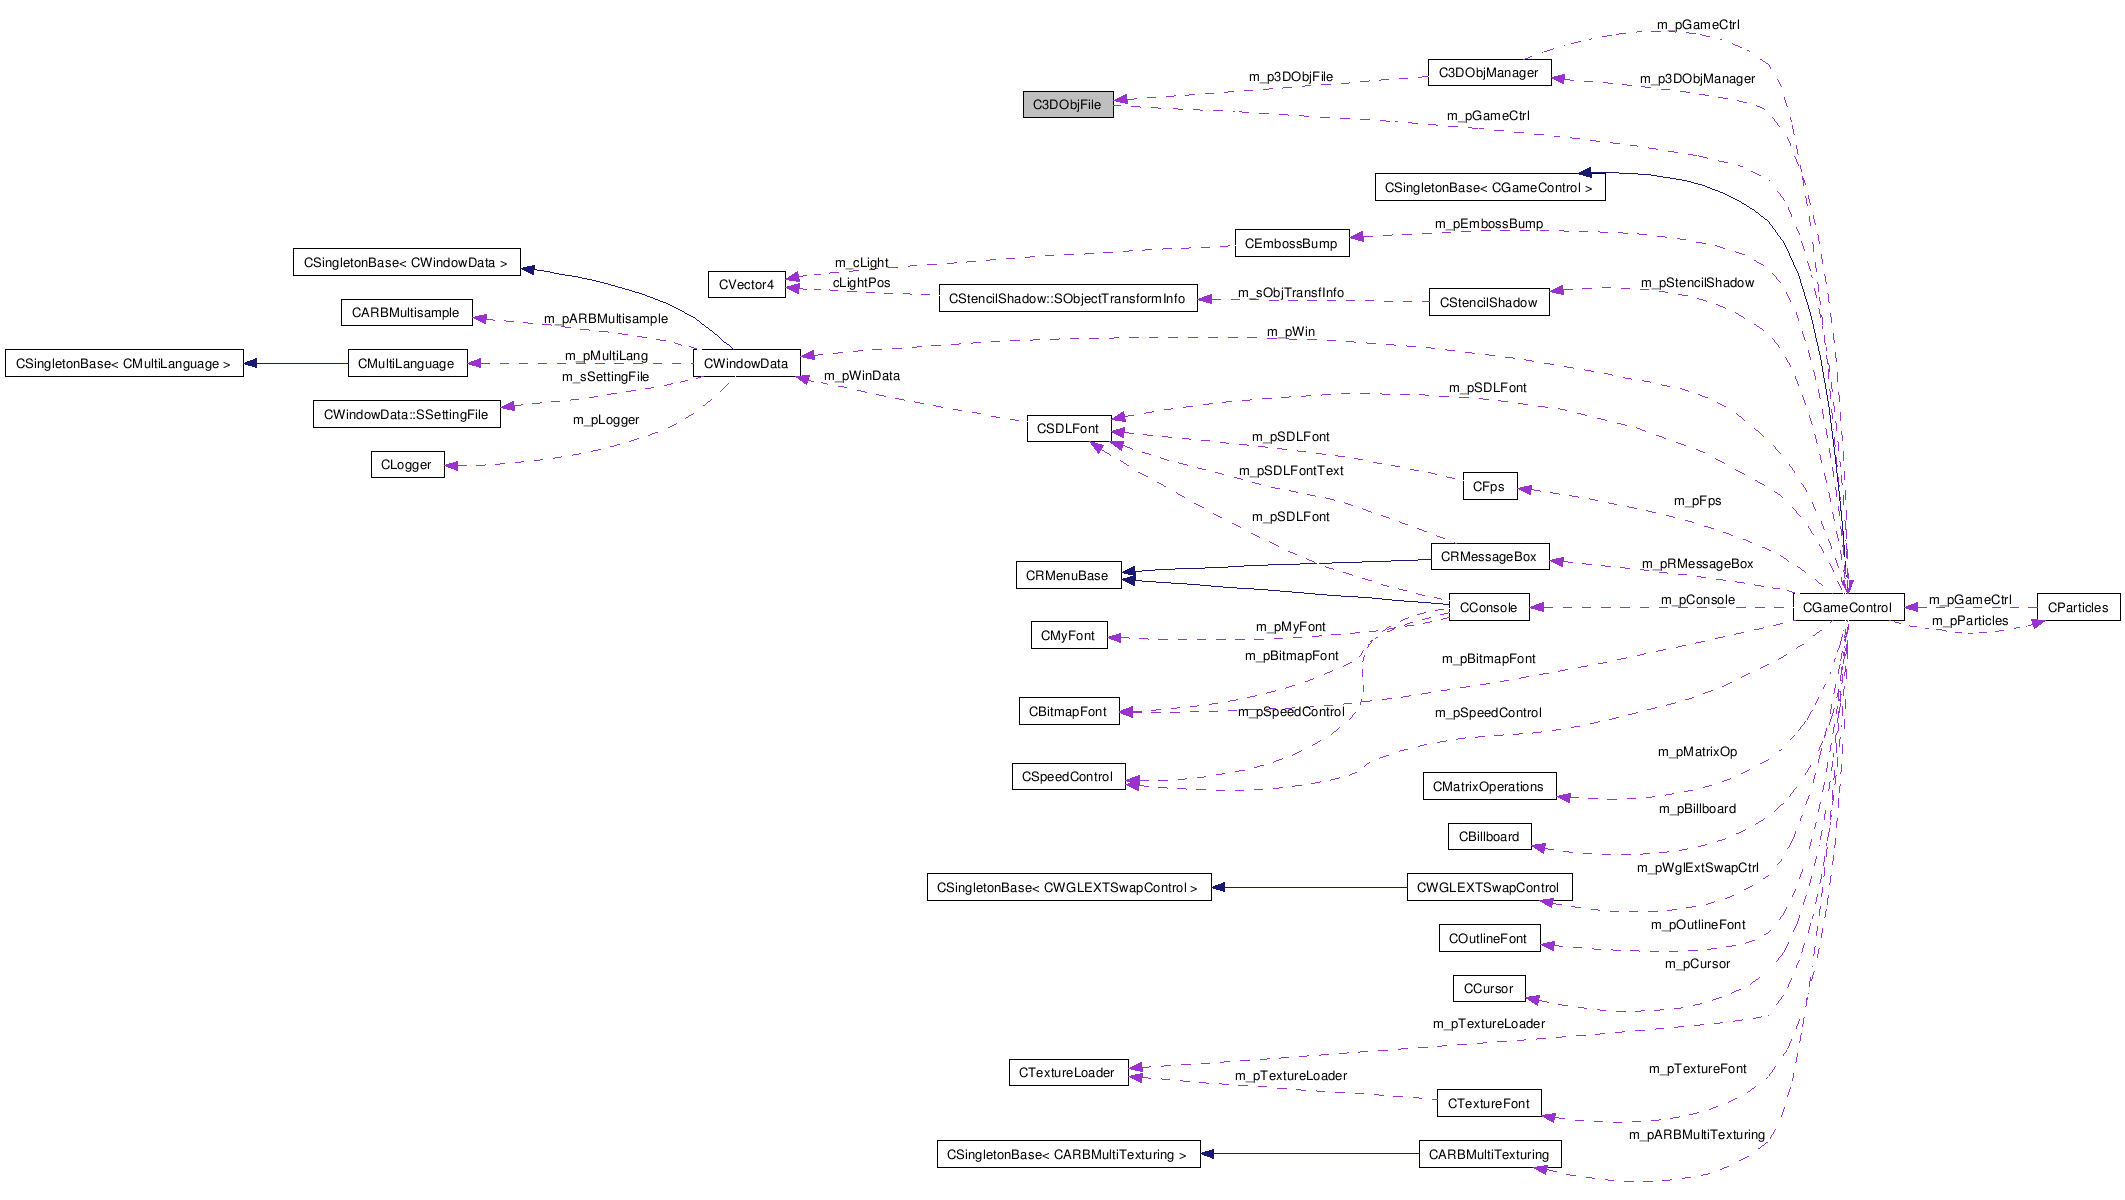 m_pGameCtrl
C3DObjManager
m_p3DObjFile
m_p3DObjManager
C3DObjFile
m_pGameCtrl
CSingletonBase< CGameControl >
m_pEmbossBump
CEmbossBump
CSingletonBase< CWindowData >
m_cLight
CVector4
cLightPos
m_pStencilShadow
m_sObjTransfInfo
CStencilShadow::SObjectTransformInfo
CStencilShadow
CARBMultisample
m_pARBMultisample
m_pWin
m_pMultiLang
CSingletonBase< CMultiLanguage >
CMultiLanguage
CWindowData
m_sSettingFile
m_pWinData
m_pSDLFont
CWindowData::SSettingFile
m_pLogger
CSDLFont
m_pSDLFont
CLogger
m_pSDLFontText
CFps
m_pFps
m_pSDLFont
CRMessageBox
m_pRMessageBox
CRMenuBase
m_pConsole
CConsole
CGameControl
m_pGameCtrl
CParticles
m_pParticles
m_pMyFont
CMyFont
m_pBitmapFont
m_pBitmapFont
CBitmapFont
m_pSpeedControl
m_pSpeedControl
m_pMatrixOp
CSpeedControl
CMatrixOperations
m_pBillboard
CBillboard
m_pWglExtSwapCtrl
CSingletonBase< CWGLEXTSwapControl >
CWGLEXTSwapControl
m_pOutlineFont
COutlineFont
m_pCursor
CCursor
m_pTextureLoader
CTextureLoader
m_pTextureLoader
m_pTextureFont
CTextureFont
m_pARBMultiTexturing
CSingletonBase< CARBMultiTexturing >
CARBMultiTexturing